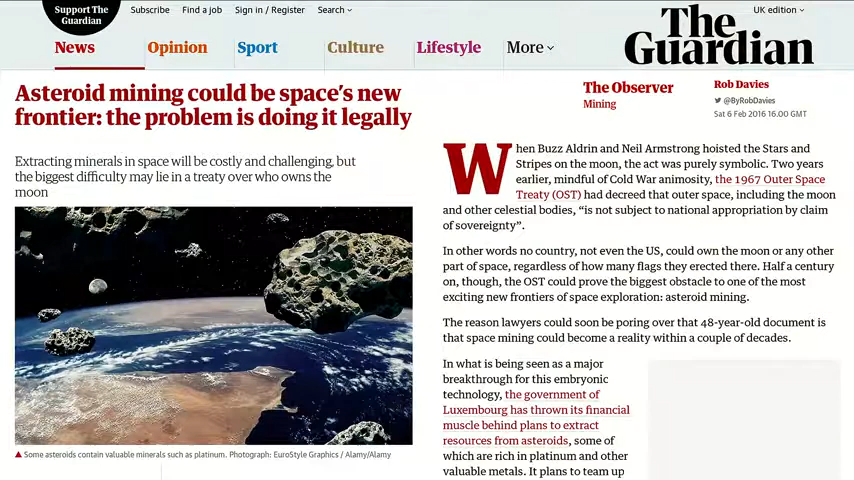 Support The
Guardian
Subscribe
Find a job
Sign in / Register
Search
UK edition
News
Opinion
Sport
Culture
Lifestyle
More
The
Guardian
Asteroid mining could be space's new
frontier: the problem is doing it legally
Extracting minerals in space will be costly and challenging, but
the biggest difficulty may lie in a treaty over who owns the
moon
Some asteroids contain valuable minerals such as platinum. Photograph: EuroStyle Graphics / Alamy/Alamy
The Observer
Mining
Rob Davies
@ByRobDavies
Sat 6 Feb 2016 16.00 GMT
When Buzz Aldrin and Neil Armstrong hoisted the Stars and
Stripes on the moon, the act was purely symbolic. Two years
earlier, mindful of Cold War animosity, the 1967 Outer Space
Treaty (OST) had decreed that outer space, including the moon
and other celestial bodies, “is not subject to national appropriation by claim
of sovereignty”.
In other words no country, not even the US, could own the moon or any other
part of space, regardless of how many flags they erected there. Half a century
on, though, the OST could prove the biggest obstacle to one of the most
exciting new frontiers of space exploration: asteroid mining.
The reason lawyers could soon be poring over that 48-year-old document is
that space mining could become a reality within a couple of decades.
In what is being seen as a major
breakthrough for this embryonic
technology, the government of
Luxembourg has thrown its financial
muscle behind plans to extract
resources from asteroids, some of
which are rich in platinum and other
valuable metals. It plans to team up